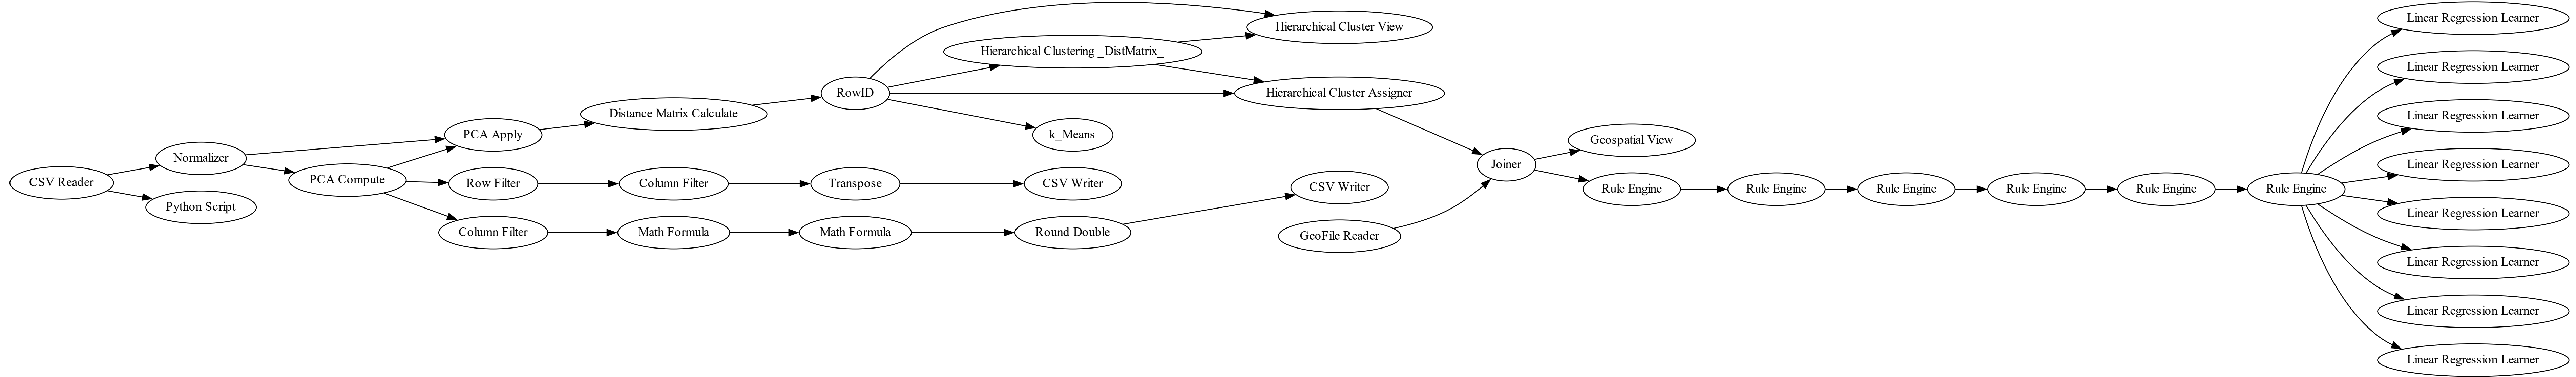 CSV Reader
Normalizer
Python Script
PCA Compute
PCA Apply
Row Filter
Column Filter
Distance Matrix Calculate
Column Filter
Math Formula
RowID
Transpose
Math Formula
Hierarchical Clustering _DistMatrix_
k_Means
CSV Writer
Round Double
Hierarchical Cluster View
Hierarchical Cluster Assigner
CSV Writer
GeoFile Reader
Joiner
Geospatial View
Rule Engine
Rule Engine
Rule Engine
Rule Engine
Rule Engine
Rule Engine
Linear Regression Learner
Linear Regression Learner
Linear Regression Learner
Linear Regression Learner
Linear Regression Learner
Linear Regression Learner
Linear Regression Learner
Linear Regression Learner